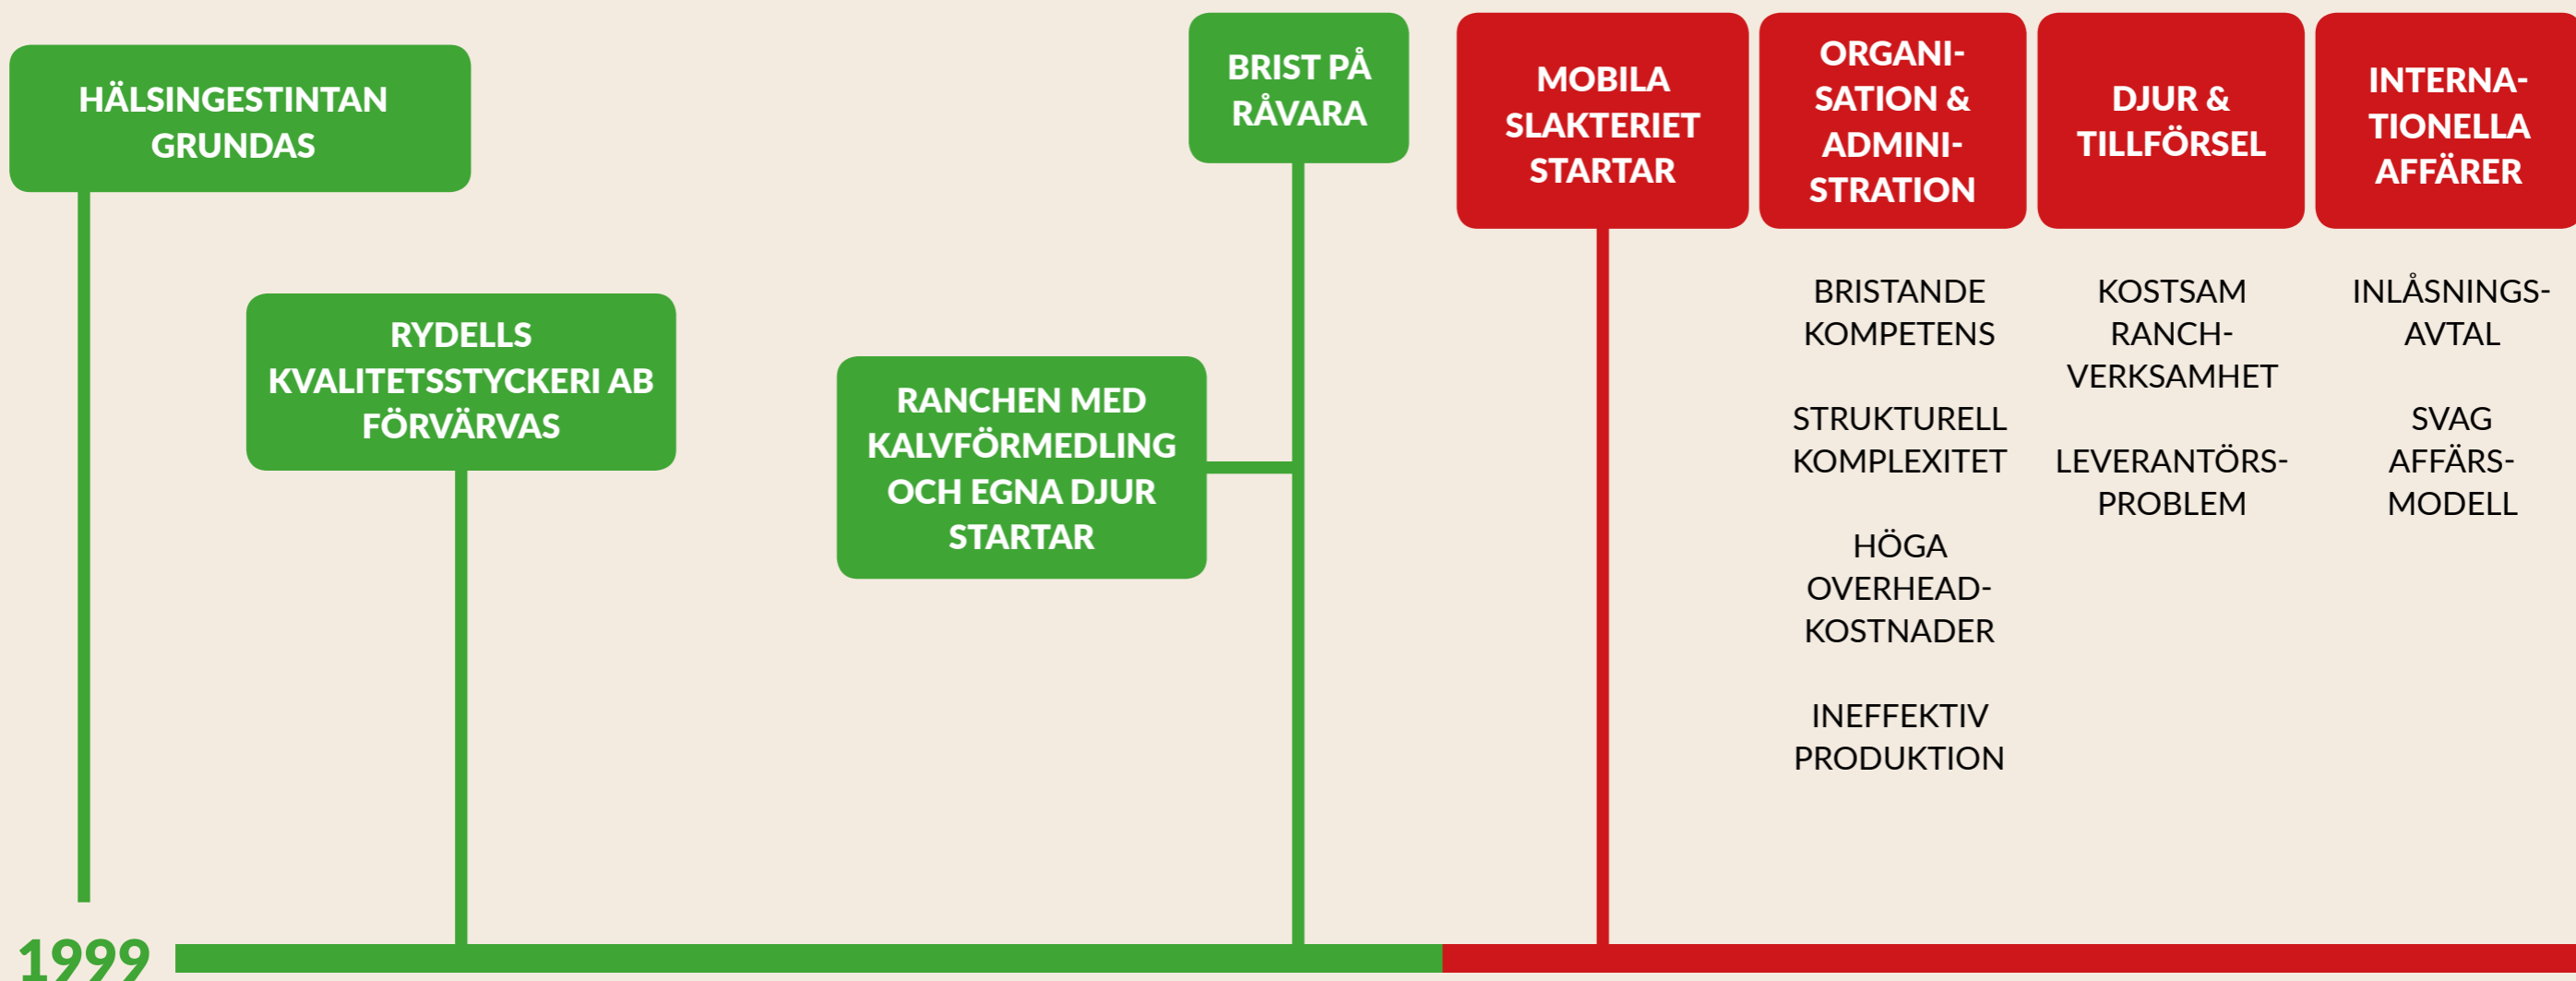 HÄLSINGESTINTAN
GRUNDAS
RYDELLS
KVALITETSSTYCKERI AB
FÖRVÄRVAS
RANCHEN MED
KALVFÖRMEDLING
OCH EGNA DJUR
STARTAR
BRIST PÅ
RÅVARA
MOBILA
SLAKTERIET
STARTAR
ORGANI-
SATION &
ADMINI-
STRATION
BRISTANDE
KOMPETENS
STRUKTURELL
KOMPLEXITET
HÖGA
OVERHEAD-
KOSTNADER
INEFFEKTIV
PRODUKTION
DJUR &
TILLFÖRSEL
KOSTSAM
RANCH-
VERKSAMHET
LEVERANTÖRS-
PROBLEM
INTERNA-
TIONELLA
AFFÄRER
INLÅSNINGS-
AVTAL
SVAG
AFFÄRS-
MODELL
1999